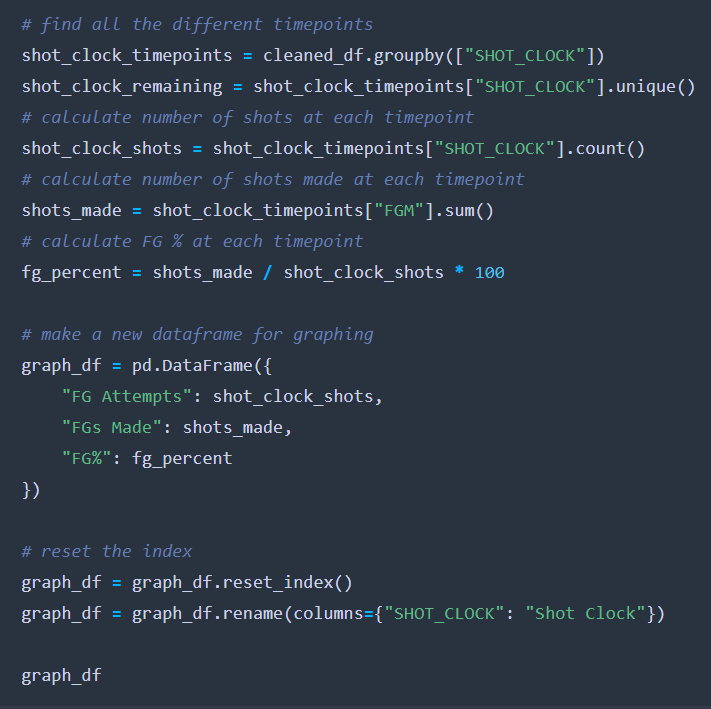 # find all the different timepoints
shot_clock_timepoints = cleaned_df.groupby(["SHOT_CLOCK"])
shot_clock_remaining = shot_clock_timepoints["SHOT_CLOCK"].unique()
# calculate number of shots at each timepoint
shot_clock_shots = shot_clock_timepoints["SHOT_CLOCK"].count()
# calculate number of shots made at each timepoint
shots_made = shot_clock_timepoints["FGM"].sum()
# calculate FG % at each timepoint
fg_percent = shots_made / shot_clock_shots * 100

# make a new dataframe for graphing
graph_df = pd.DataFrame({
    "FG Attempts": shot_clock_shots,
    "FGs Made": shots_made,
    "FG%": fg_percent
})

# reset the index
graph_df = graph_df.reset_index()
graph_df = graph_df.rename(columns={"SHOT_CLOCK": "Shot Clock"})

graph_df